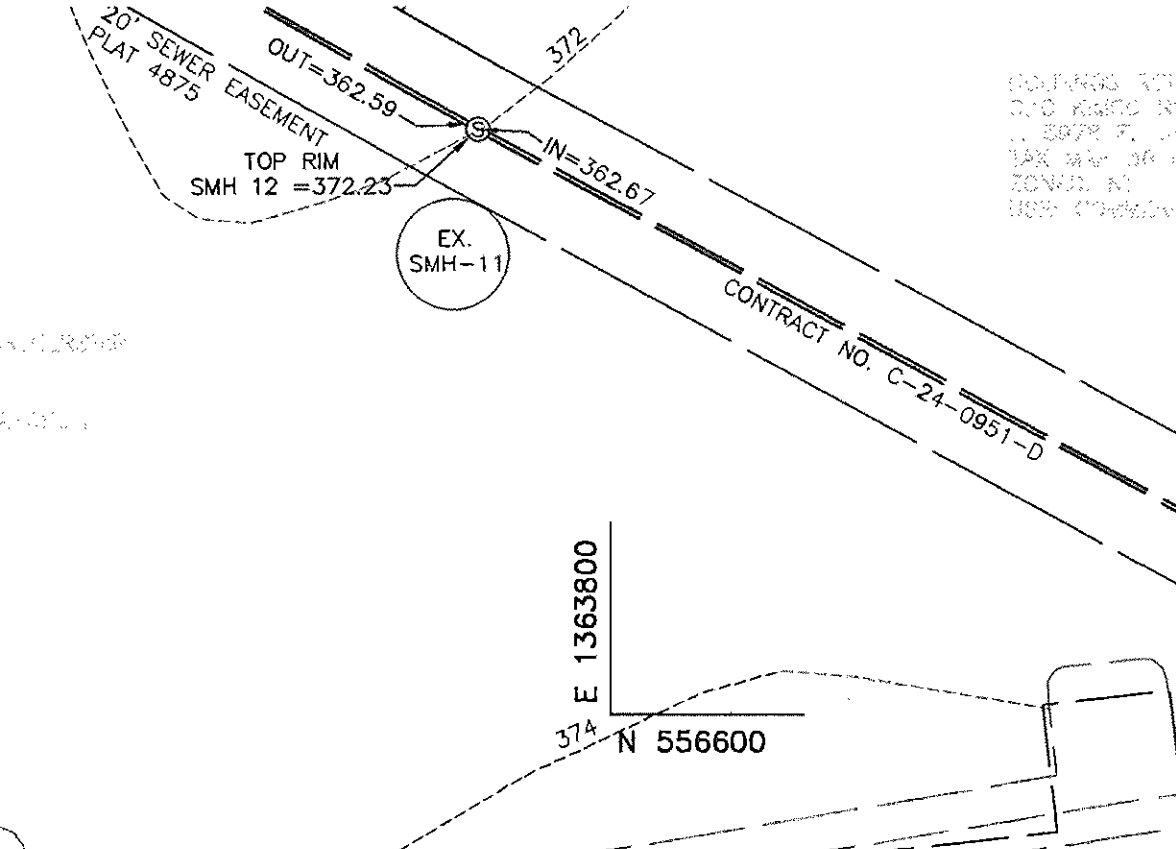 20' SEWER EASEMENT
PLAT 4875
OUT=362.59
372
IN=362.67
TOP RIM
SMH 12 =372.23
S
EX.
SMH-11
CONTRACT NO. C-24-0951-D
E 1363800
N 556600
374